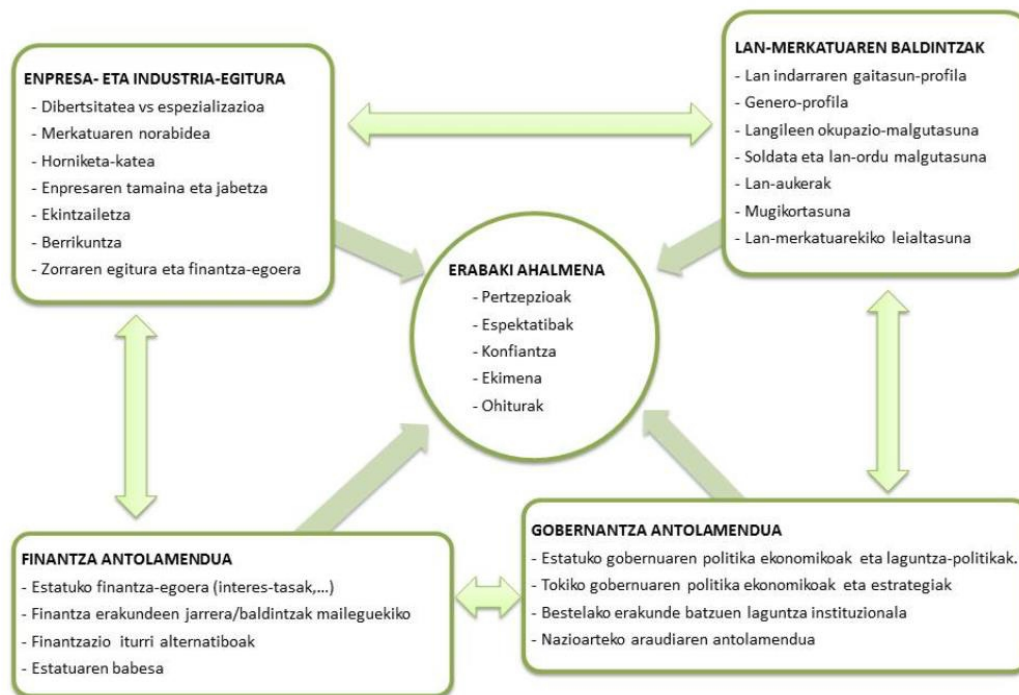 ENPRESA- ETA INDUSTRIA-EGITURA
- Dibertsitatea vs espezializazioa
- Merkatuaren norabidea
- Horniketa-katea
- Enpresaren tamaina eta jabetza
- Ekintzailetza
- Berrikuntza
- Zorraren egitura eta finantza-egoera
LAN-MERKATUAREN BALDINTZAK
- Lan indarraren gaitasun-profila
- Genero-profila
- Langileen okupazio-malgutasuna
- Soldata eta lan-ordu malgutasuna
- Lan-aukerak
- Mugikortasuna
- Lan-merkatuarekiko leialtasuna
ERABAKI AHALMENA
- Pertzepzioak
- Espektatibak
- Konfiantza
- Ekimena
- Ohiturak
FINANTZA ANTOLAMENDUA
- Estatuko finantza-egoera (interes-tasak,...)
- Finantza erakundeen jarrera/baldintzak maileguekiko
- Finantzazio iturri alternatiboak
- Estatuaren babesa
GOBERNANTZA ANTOLAMENDUA
- Estatuko gobernuaren politika ekonomikoak eta laguntza-politikak.
- Tokiko gobernuaren politika ekonomikoak eta estrategiak
- Bestelako erakunde batzuen laguntza instituzionala
- Nazioarteko araudiaren antolamendua